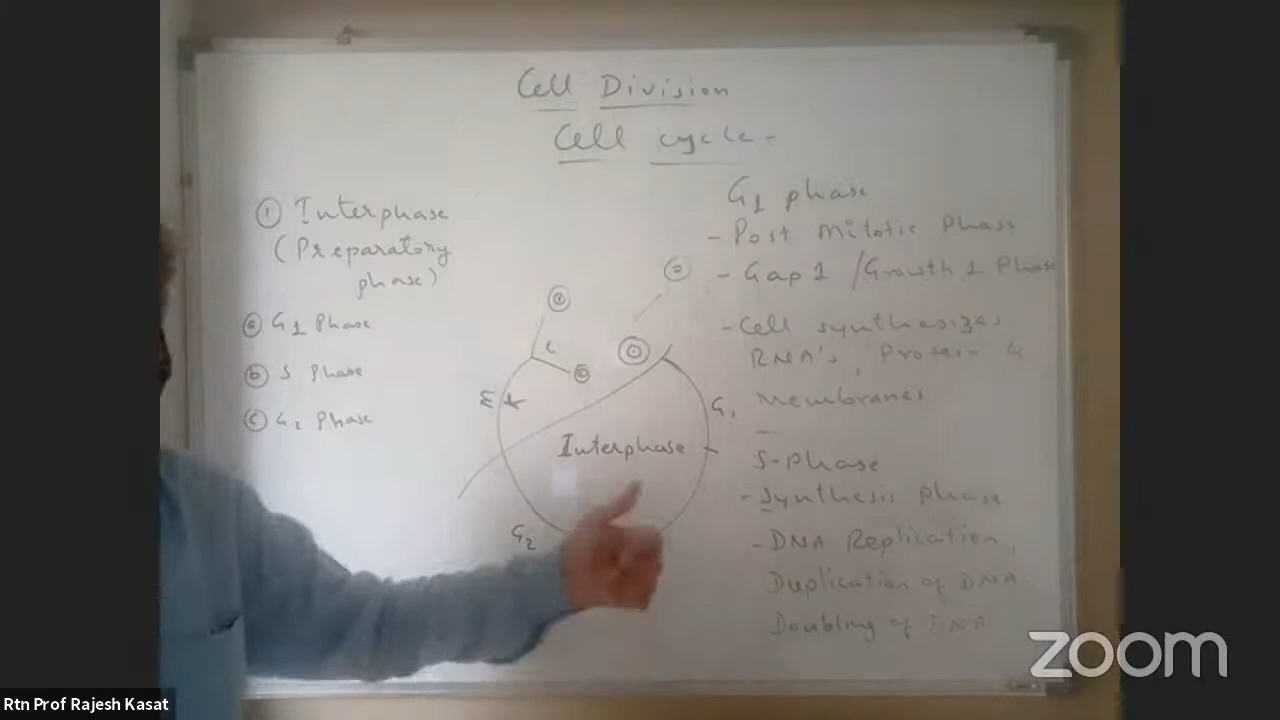 Cell Division
Cell cycle -
① Interphase
(Preparatory
phase)
ⓐ G1 Phase
ⓑ S Phase
ⓒ G2 Phase
G1
Interphase
G2
G1 phase
- Post Mitotic Phase
- Gap 1 / Growth 1 Phase
- Cell synthesizes
RNA's, Protein &
Membranes
S-phase
- Synthesis phase
- DNA Replication,
Duplication of DNA
Doubling of DNA
zoom
Rtn Prof Rajesh Kasat